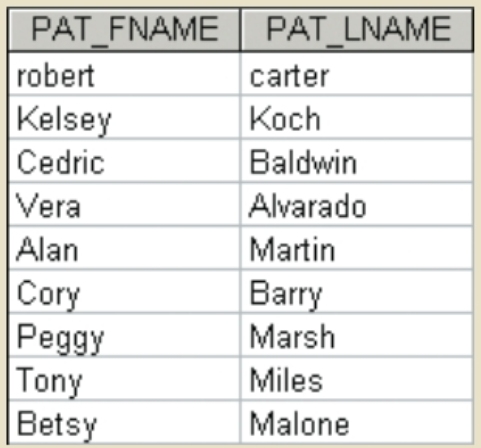 PAT_FNAME PAT_LNAME
robert carter
Kelsey Koch
Cedric Baldwin
Vera Alvarado
Alan Martin
Cory Barry
Peggy Marsh
Tony Miles
Betsy Malone